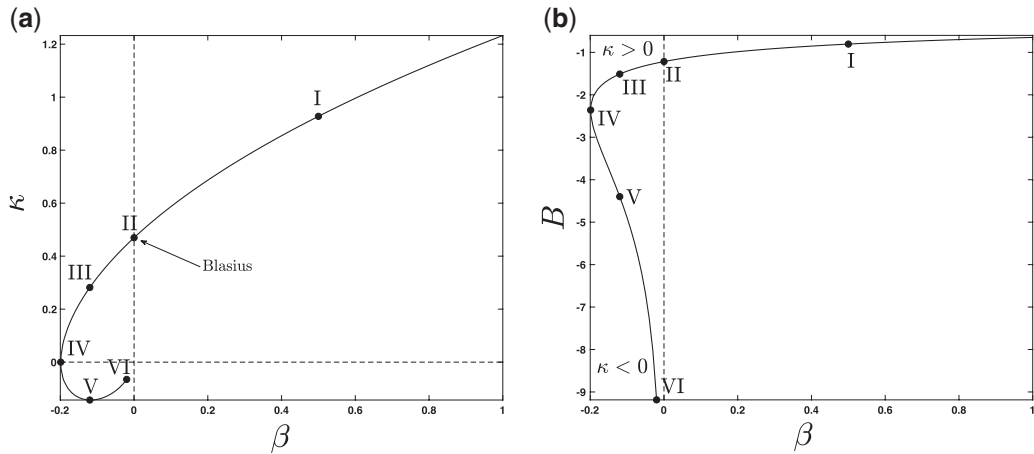 (a)
1.2
1
0.8
0.6
0.4
0.2
0
-0.2 0 0.2 0.4 0.6 0.8 1
κ
β
I
II
Blasius
III
IV
V
VI
(b)
-1
-2
-3
-4
-5
-6
-7
-8
-9
-0.2 0 0.2 0.4 0.6 0.8 1
B
β
κ > 0
I
II
III
IV
V
κ < 0
VI